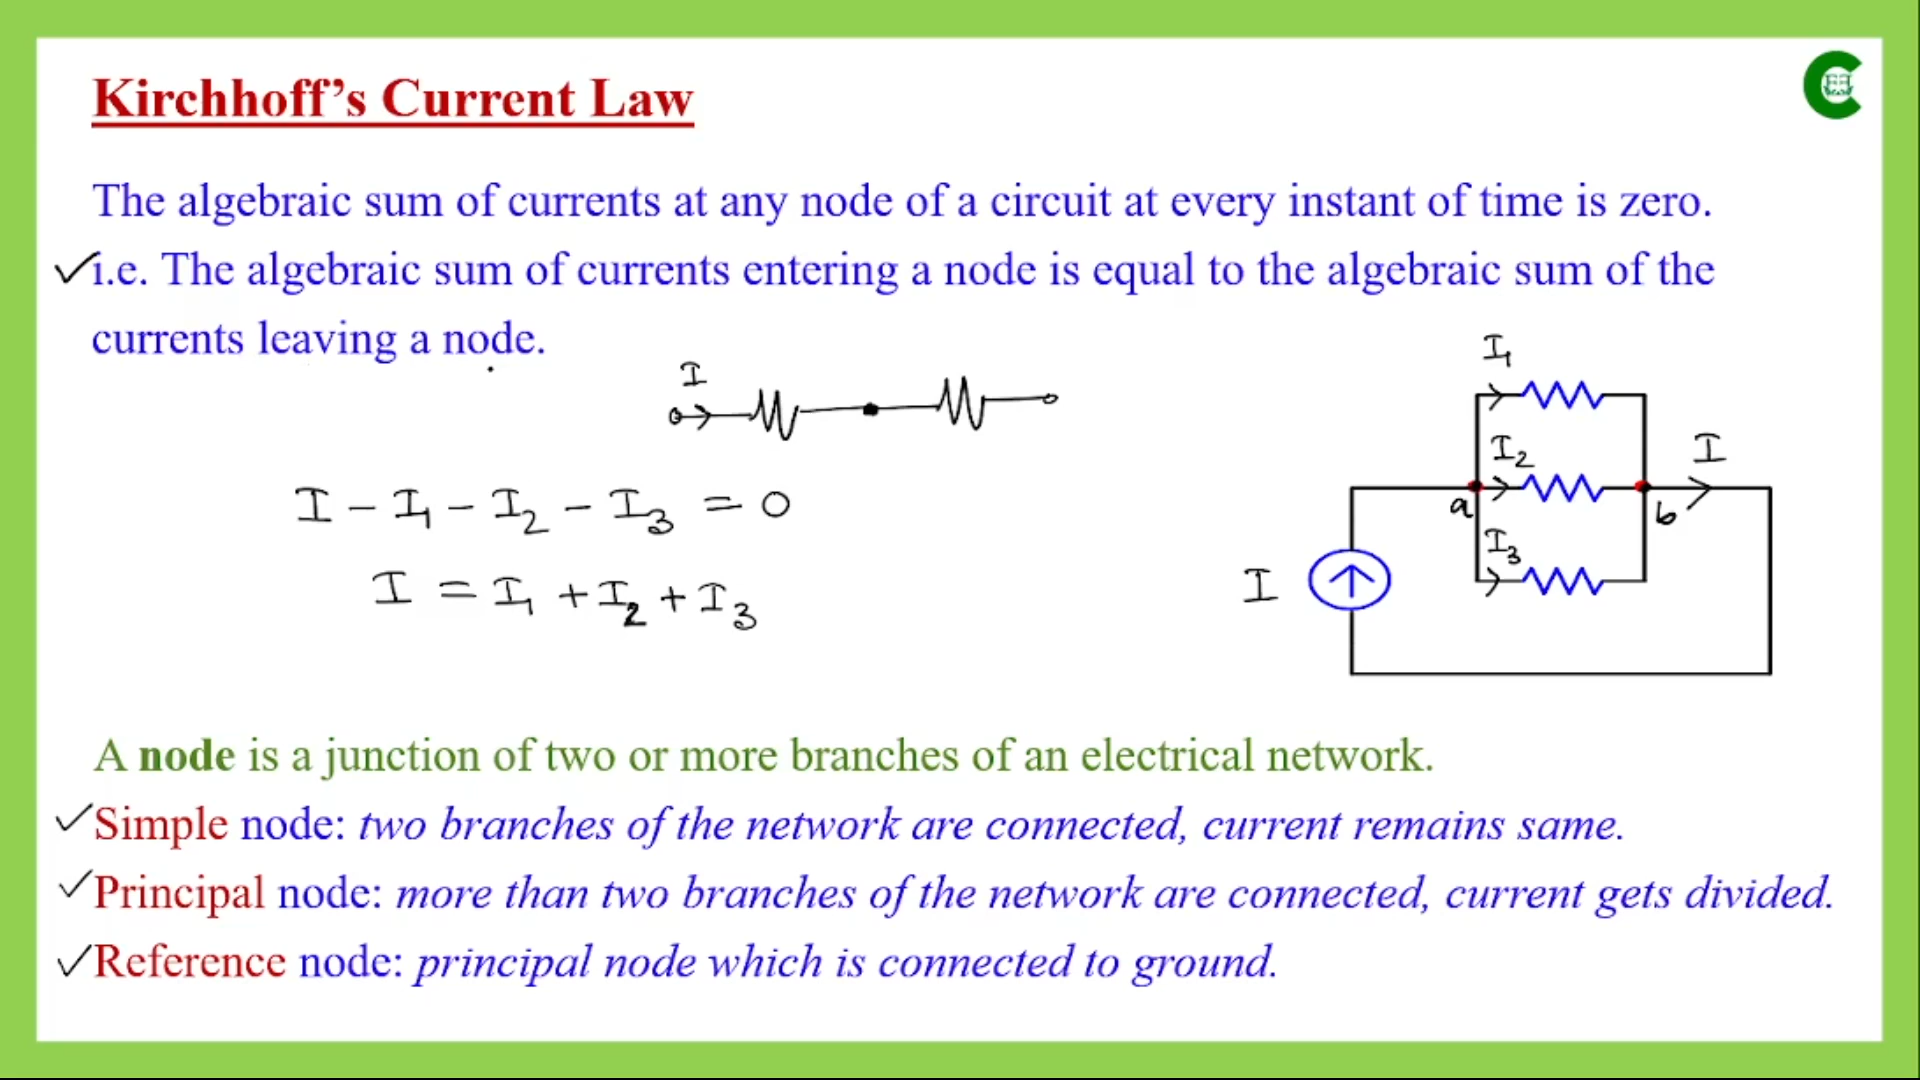 Kirchhoff’s Current Law
The algebraic sum of currents at any node of a circuit at every instant of time is zero.
✓i.e. The algebraic sum of currents entering a node is equal to the algebraic sum of the
currents leaving a node.
I
I₁
I₂
I
a
b
I₃
I
I - I₁ - I₂ - I₃ = 0
I = I₁ + I₂ + I₃
A node is a junction of two or more branches of an electrical network.
✓Simple node: two branches of the network are connected, current remains same.
✓Principal node: more than two branches of the network are connected, current gets divided.
✓Reference node: principal node which is connected to ground.